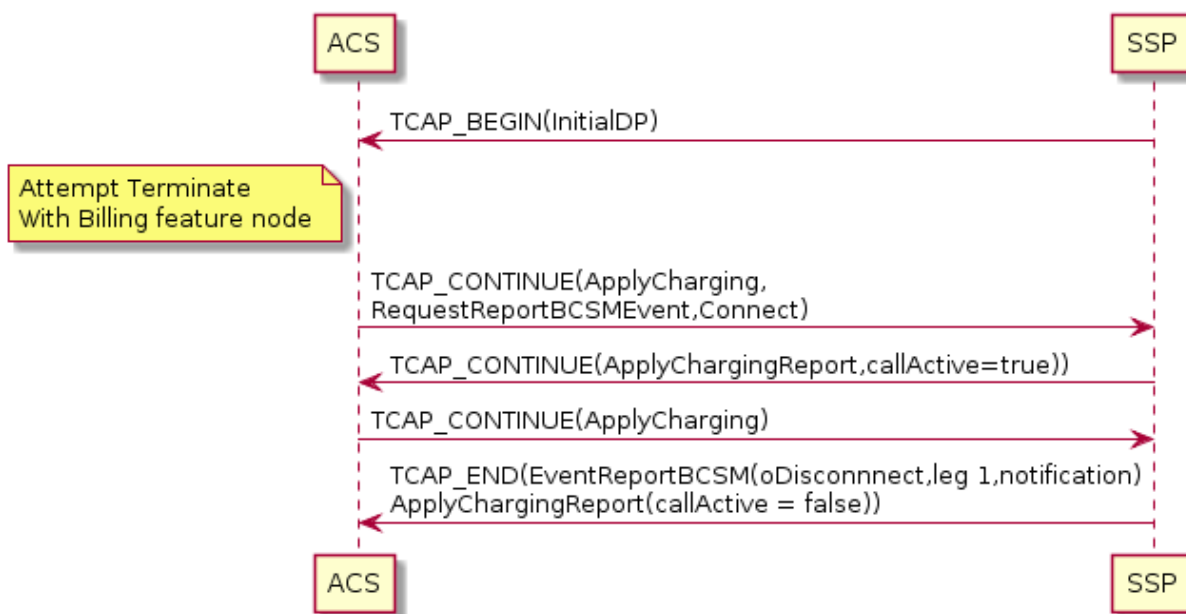 ACS
SSP
TCAP_BEGIN(InitialDP)
Attempt Terminate
With Billing feature node
TCAP_CONTINUE(ApplyCharging,
RequestReportBCSMEvent,Connect)
TCAP_CONTINUE(ApplyChargingReport,callActive=true))
TCAP_CONTINUE(ApplyCharging)
TCAP_END(EventReportBCSM(oDisconnnect,leg 1,notification)
ApplyChargingReport(callActive = false))
ACS
SSP